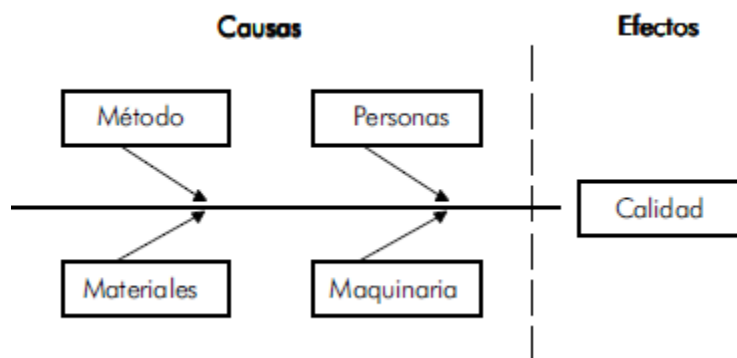 Causas
Efectos
Método
Personas
Calidad
Materiales
Maquinaria